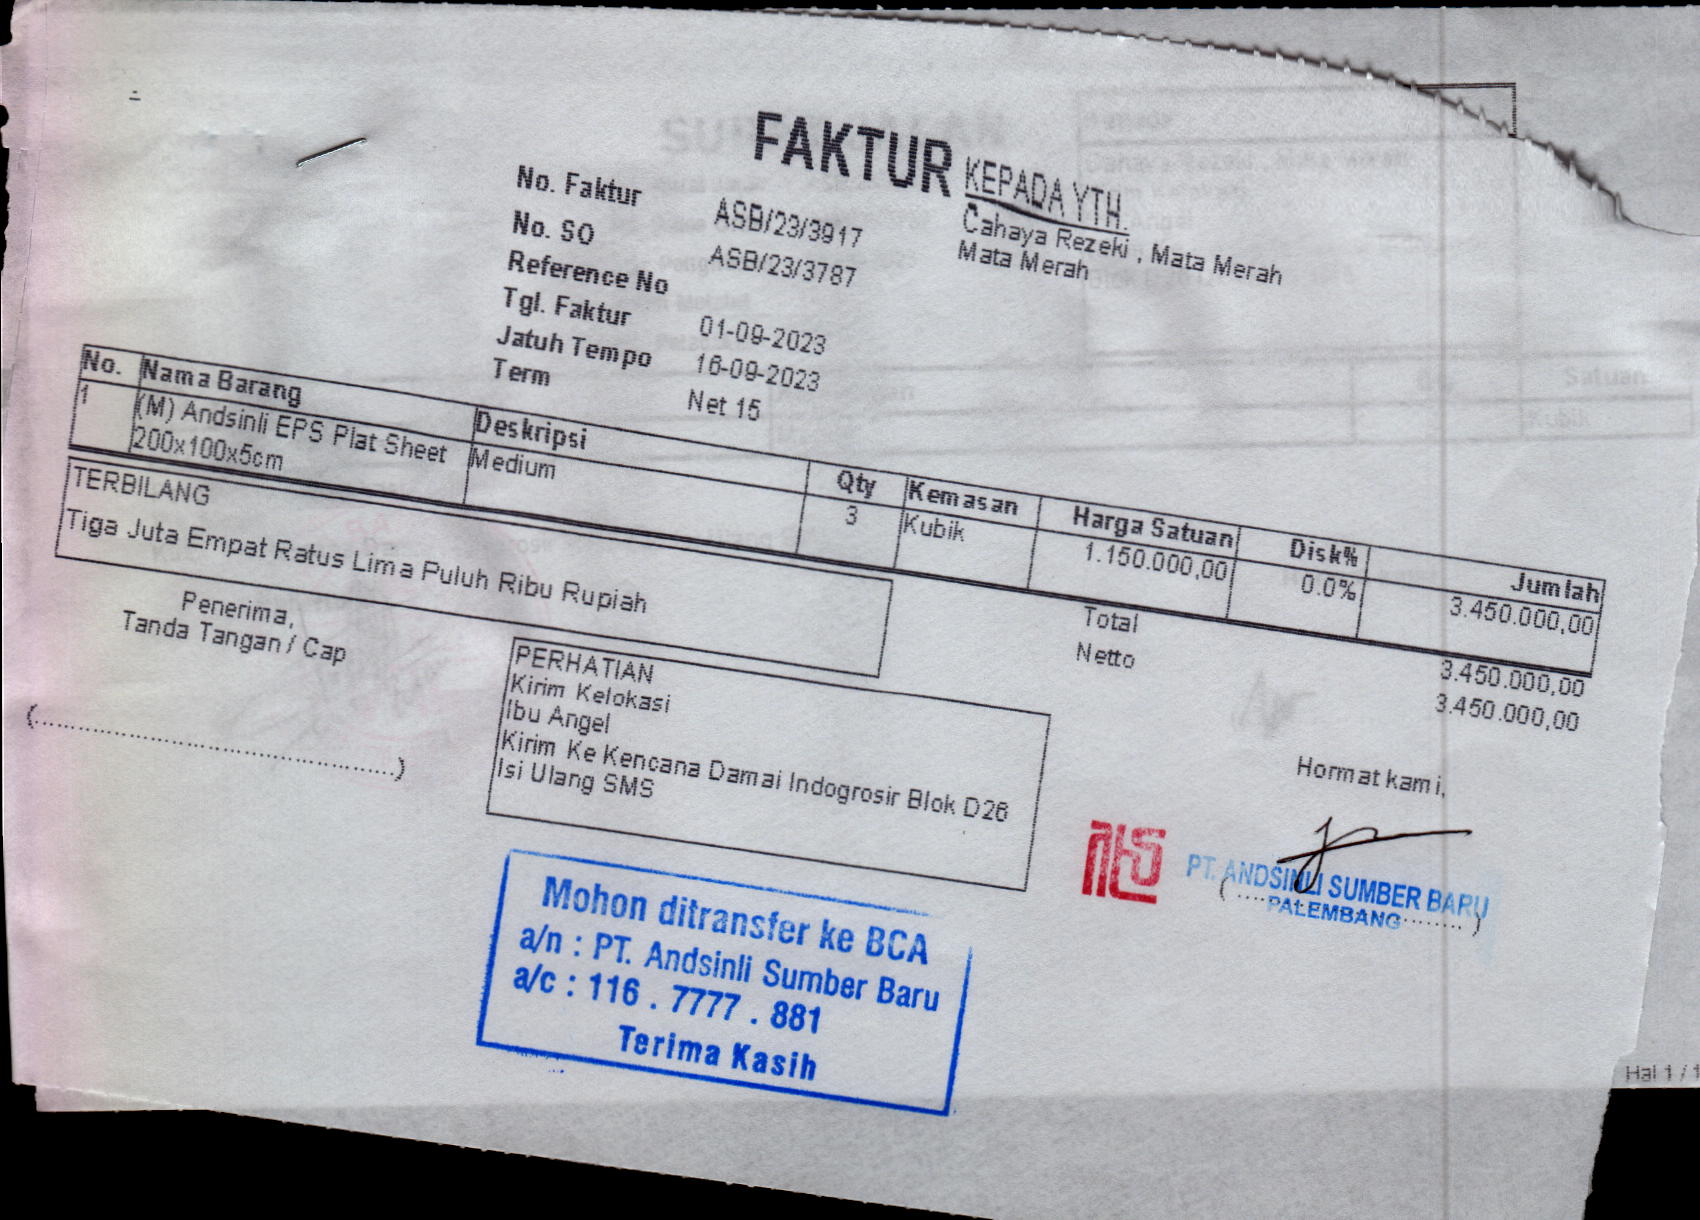 FAKTUR
No. Faktur ASB/23/3917
No. SO ASB/23/3787
Reference No
Tgl. Faktur 01-09-2023
Jatuh Tempo 16-09-2023
Term Net 15
KEPADA YTH.
Cahaya Rezeki , Mata Merah
Mata Merah
No. Nama Barang Deskripsi Qty Kemasan Harga Satuan Disk% Jumlah
1 (M) Andsinli EPS Plat Sheet Medium 3 Kubik 1.150.000,00 0.0% 3.450.000,00
200x100x5cm
TERBILANG
Tiga Juta Empat Ratus Lima Puluh Ribu Rupiah
Total 3.450.000,00
Netto 3.450.000,00
Penerima,
Tanda Tangan / Cap
(................................................)
PERHATIAN
Kirim Kelokasi
Ibu Angel
Kirim Ke Kencana Damai Indogrosir Blok D26
Isi Ulang SMS
Hormat kami,
PT. ANDSINLI SUMBER BARU
PALEMBANG
Mohon ditransfer ke BCA
a/n : PT. Andsinli Sumber Baru
a/c : 116 . 7777 . 881
Terima Kasih
Satuan
Kubik
Hal 1 / 1